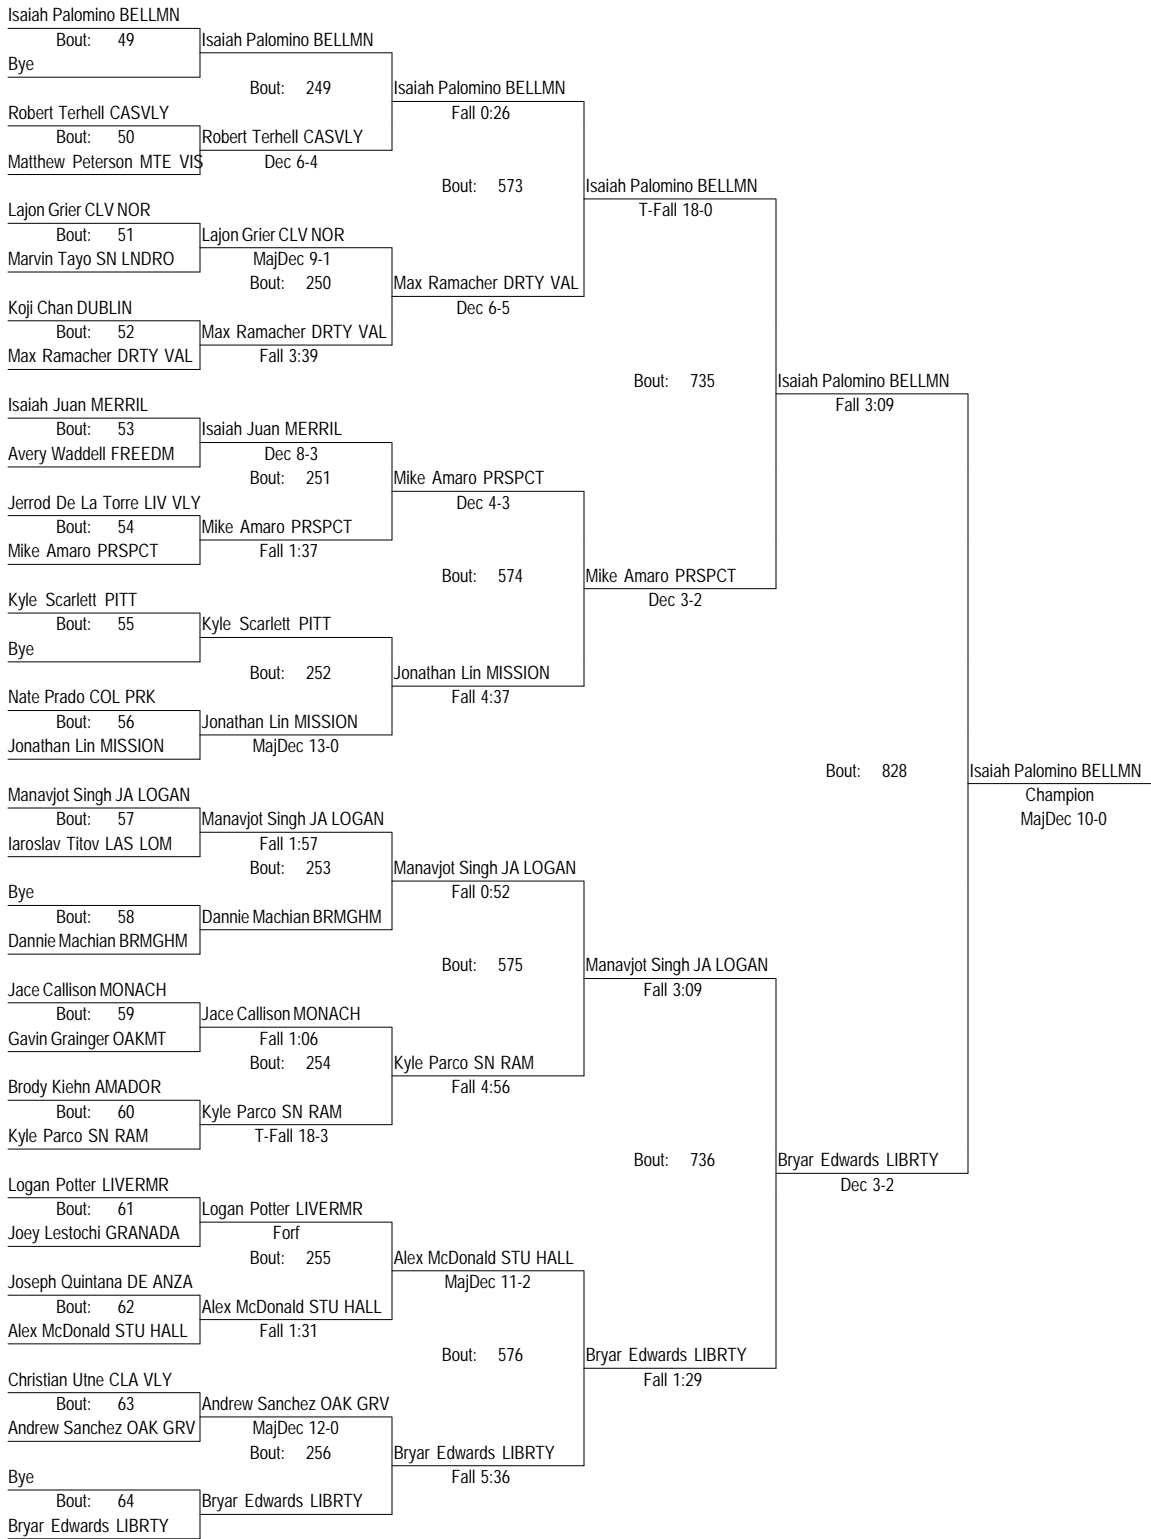 Isaiah Palomino BELLMN
Bout: 49
Bye
Isaiah Palomino BELLMN
Bout: 249
Isaiah Palomino BELLMN
Fall 0:26
Robert Terhell CASVLY
Bout: 50
Matthew Peterson MTE VIS
Robert Terhell CASVLY
Dec 6-4
Bout: 573
Isaiah Palomino BELLMN
T-Fall 18-0
Lajon Grier CLV NOR
Bout: 51
Marvin Tayo SN LNDRO
Lajon Grier CLV NOR
MajDec 9-1
Bout: 250
Max Ramacher DRTY VAL
Dec 6-5
Koji Chan DUBLIN
Bout: 52
Max Ramacher DRTY VAL
Max Ramacher DRTY VAL
Fall 3:39
Bout: 735
Isaiah Palomino BELLMN
Fall 3:09
Isaiah Juan MERRIL
Bout: 53
Avery Waddell FREEDM
Isaiah Juan MERRIL
Dec 8-3
Bout: 251
Mike Amaro PRSPCT
Dec 4-3
Jerrod De La Torre LIV VLY
Bout: 54
Mike Amaro PRSPCT
Mike Amaro PRSPCT
Fall 1:37
Bout: 574
Mike Amaro PRSPCT
Dec 3-2
Kyle Scarlett PITT
Bout: 55
Bye
Kyle Scarlett PITT
Bout: 252
Jonathan Lin MISSION
Fall 4:37
Nate Prado COL PRK
Bout: 56
Jonathan Lin MISSION
Jonathan Lin MISSION
MajDec 13-0
Bout: 828
Isaiah Palomino BELLMN
Champion
MajDec 10-0
Manavjot Singh JA LOGAN
Bout: 57
Iaroslav Titov LAS LOM
Manavjot Singh JA LOGAN
Fall 1:57
Bout: 253
Manavjot Singh JA LOGAN
Fall 0:52
Bye
Bout: 58
Dannie Machian BRMGHM
Dannie Machian BRMGHM
Bout: 575
Manavjot Singh JA LOGAN
Fall 3:09
Jace Callison MONACH
Bout: 59
Gavin Grainger OAKMT
Jace Callison MONACH
Fall 1:06
Bout: 254
Kyle Parco SN RAM
Fall 4:56
Brody Kiehn AMADOR
Bout: 60
Kyle Parco SN RAM
Kyle Parco SN RAM
T-Fall 18-3
Bout: 736
Bryar Edwards LIBRTY
Dec 3-2
Logan Potter LIVERMR
Bout: 61
Joey Lestochi GRANADA
Logan Potter LIVERMR
Forf
Bout: 255
Alex McDonald STU HALL
MajDec 11-2
Joseph Quintana DE ANZA
Bout: 62
Alex McDonald STU HALL
Alex McDonald STU HALL
Fall 1:31
Bout: 576
Bryar Edwards LIBRTY
Fall 1:29
Christian Utne CLA VLY
Bout: 63
Andrew Sanchez OAK GRV
Andrew Sanchez OAK GRV
MajDec 12-0
Bout: 256
Bryar Edwards LIBRTY
Fall 5:36
Bye
Bout: 64
Bryar Edwards LIBRTY
Bryar Edwards LIBRTY